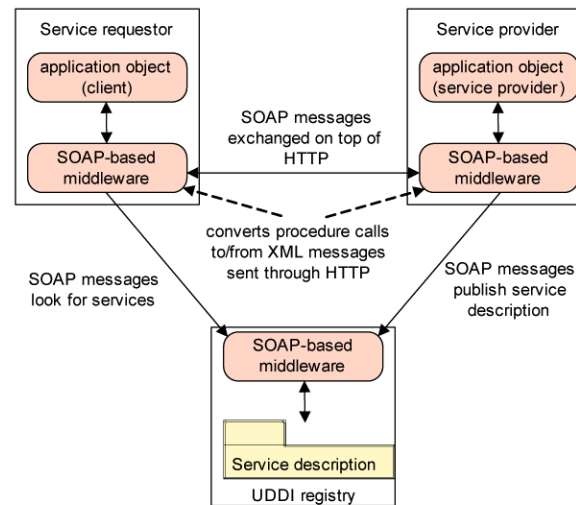 Service requestor
application object
(client)
SOAP-based
middleware
Service provider
application object
(service provider)
SOAP-based
middleware
SOAP messages
exchanged on top of
HTTP
converts procedure calls
to/from XML messages
sent through HTTP
SOAP messages
look for services
SOAP messages
publish service
description
SOAP-based
middleware
Service description
UDDI registry